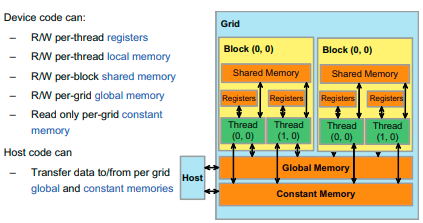 Device code can:
– R/W per-thread registers
– R/W per-thread local memory
– R/W per-block shared memory
– R/W per-grid global memory
– Read only per-grid constant
memory
Host code can
– Transfer data to/from per grid
global and constant memories
Grid
Block (0, 0)
Block (0, 0)
Shared Memory
Shared Memory
Registers
Registers
Registers
Registers
Thread
(0, 0)
Thread
(1, 0)
Thread
(0, 0)
Thread
(1, 0)
Host
Global Memory
Constant Memory